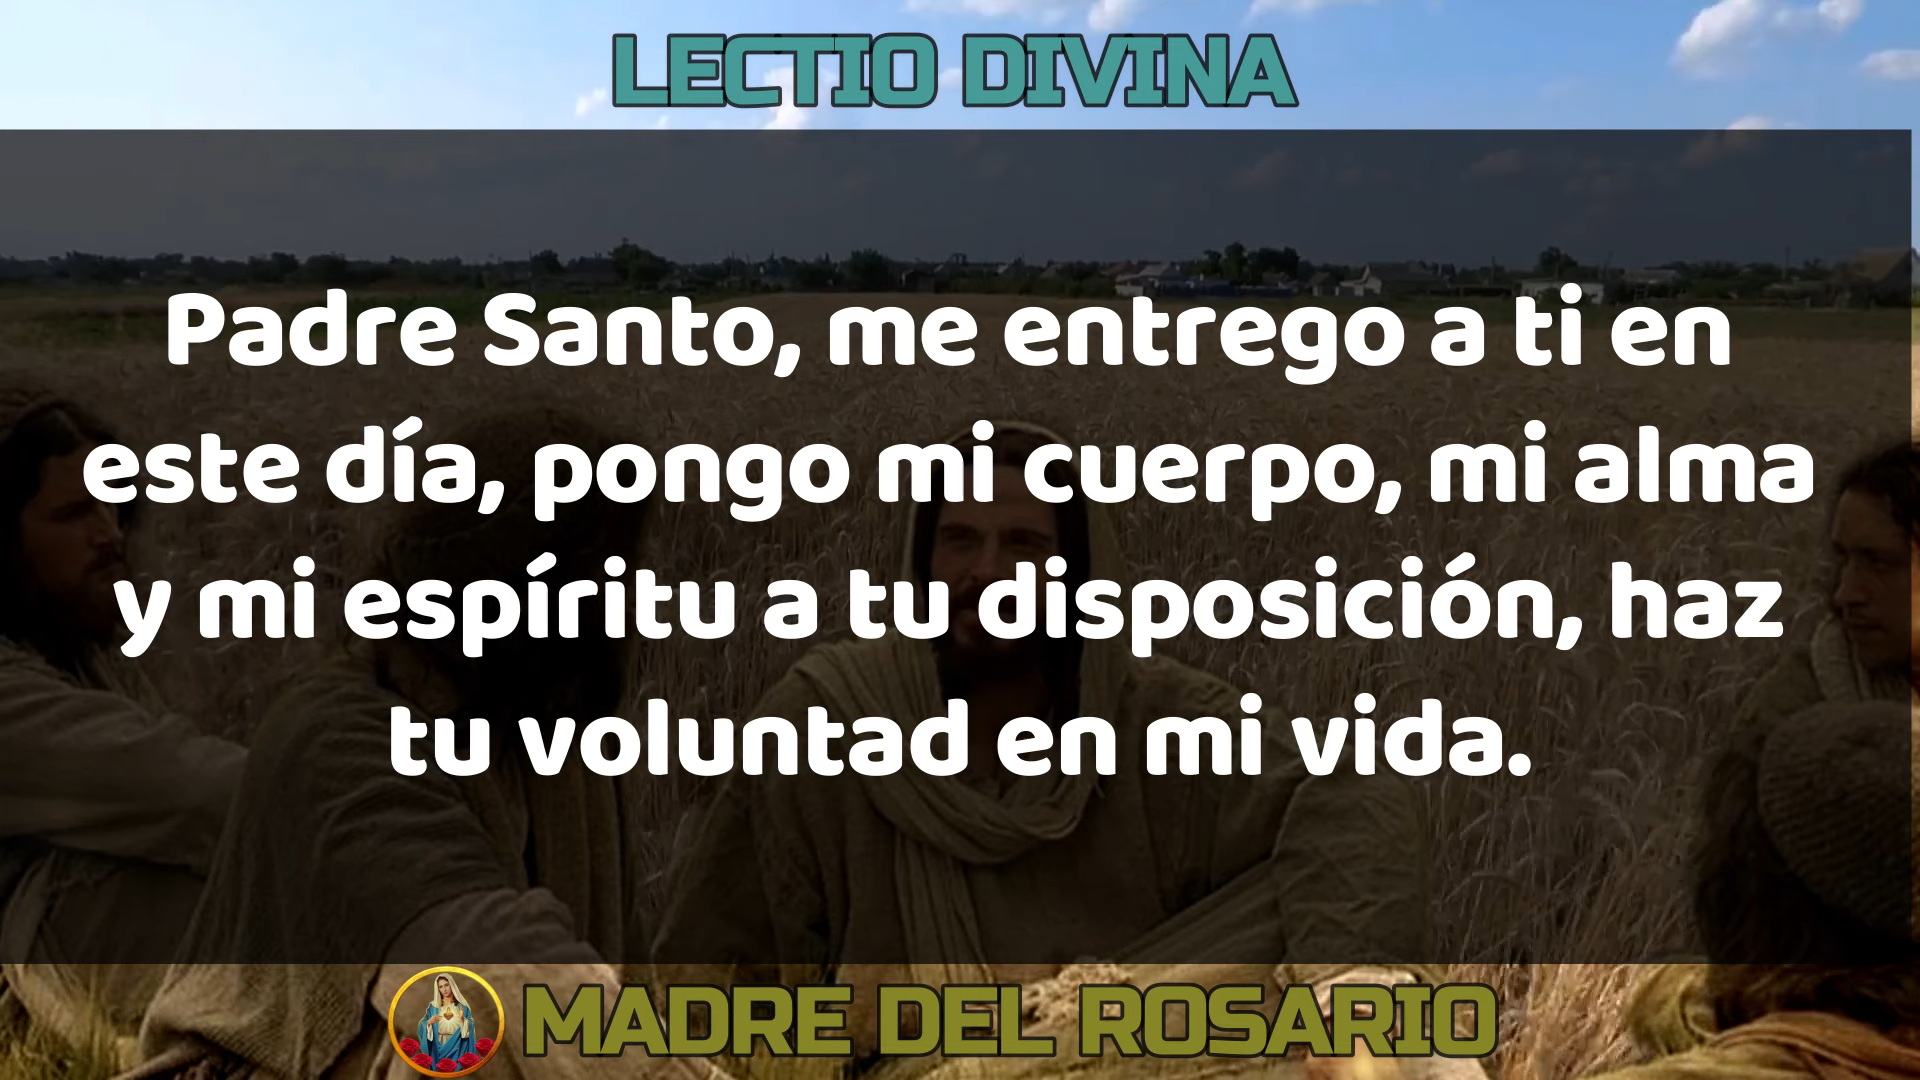 LECTIO DIVINA
Padre Santo, me entrego a ti en
este día, pongo mi cuerpo, mi alma
y mi espíritu a tu disposición, haz
tu voluntad en mi vida.
MADRE DEL ROSARIO